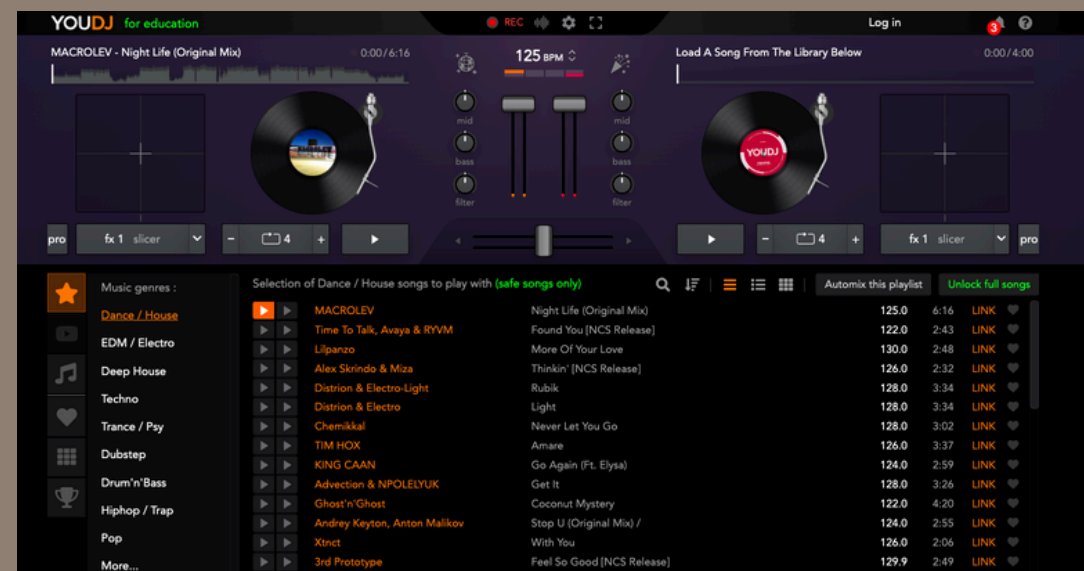 YOUDJ for education REC Log in 3 ?
MACROLEV - Night Life (Original Mix) 0:00/6:16 125 BPM Load A Song From The Library Below 0:00/4:00
mid mid
bass bass
YOUDJ
filter filter
pro fx 1 slicer - 4 + - 4 + fx 1 slicer pro
Music genres : Selection of Dance / House songs to play with (safe songs only) Automix this playlist Unlock full songs
Dance / House
EDM / Electro
Deep House
Techno
Trance / Psy
Dubstep
Drum'n'Bass
Hiphop / Trap
Pop
More...
MACROLEV Night Life (Original Mix) 125.0 6:16 LINK
Time To Talk, Avaya & RYVM Found You [NCS Release] 122.0 2:43 LINK
Lilpanzo More Of Your Love 130.0 2:48 LINK
Alex Skrindo & Miza Thinkin' [NCS Release] 126.0 2:32 LINK
Distrion & Electro-Light Rubik 128.0 3:34 LINK
Distrion & Electro Light 128.0 3:34 LINK
Chemikkal Never Let You Go 128.0 3:02 LINK
TIM HOX Amare 126.0 3:37 LINK
KING CAAN Go Again (Ft. Elysa) 124.0 2:59 LINK
Advection & NPOLELYUK Get It 128.0 3:26 LINK
Ghost'n'Ghost Coconut Mystery 122.0 4:20 LINK
Andrey Keyton, Anton Malikov Stop U (Original Mix) / 124.0 2:55 LINK
Xtnct With You 126.0 2:06 LINK
3rd Prototype Feel So Good [NCS Release] 129.9 2:49 LINK